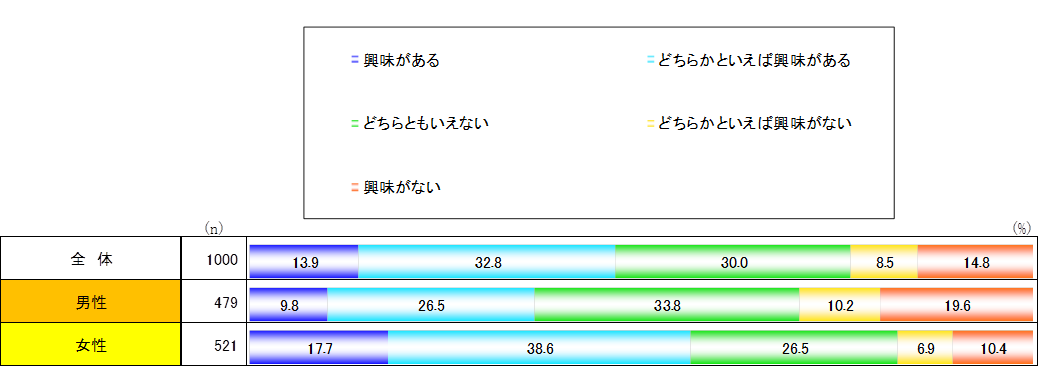 興味がある どちらかといえば興味がある
どちらともいえない どちらかといえば興味がない
興味がない
(n) (%)
全 体 1000 13.9 32.8 30.0 8.5 14.8
男性 479 9.8 26.5 33.8 10.2 19.6
女性 521 17.7 38.6 26.5 6.9 10.4